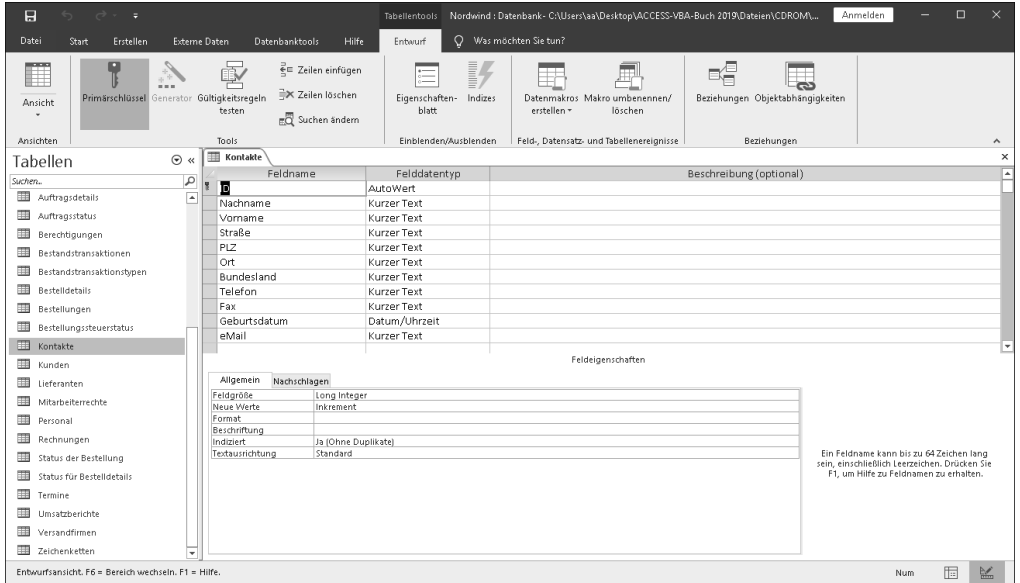 Tabellentools Nordwind : Datenbank- C:\Users\aa\Desktop\ACCESS-VBA-Buch 2019\Dateien\CDROM\... Anmelden
Datei Start Erstellen Externe Daten Datenbanktools Hilfe Entwurf Was möchten Sie tun?
Ansicht
Primärschlüssel Generator Gültigkeitsregeln testen
Zeilen einfügen
Zeilen löschen
Suchen ändern
Eigenschaften-
blatt
Indizes
Datenmakros
erstellen
Makro umbenennen/
löschen
Beziehungen Objektabhängigkeiten
Ansichten Tools Einblenden/Ausblenden Feld-, Datensatz- und Tabellenereignisse Beziehungen
Tabellen
Suchen...
Auftragsdetails
Auftragsstatus
Berechtigungen
Bestandstransaktionen
Bestandstransaktionstypen
Bestelldetails
Bestellungen
Bestellungssteuerstatus
Kontakte
Kunden
Lieferanten
Mitarbeiterrechte
Personal
Rechnungen
Status der Bestellung
Status für Bestelldetails
Termine
Umsatzberichte
Versandfirmen
Zeichenketten
Kontakte
Feldname Felddatentyp Beschreibung (optional)
ID AutoWert
Nachname Kurzer Text
Vorname Kurzer Text
Straße Kurzer Text
PLZ Kurzer Text
Ort Kurzer Text
Bundesland Kurzer Text
Telefon Kurzer Text
Fax Kurzer Text
Geburtsdatum Datum/Uhrzeit
eMail Kurzer Text
Feldeigenschaften
Allgemein Nachschlagen
Feldgröße Long Integer
Neue Werte Inkrement
Format
Beschriftung
Indiziert Ja (Ohne Duplikate)
Textausrichtung Standard
Ein Feldname kann bis zu 64 Zeichen lang
sein, einschließlich Leerzeichen. Drücken Sie
F1, um Hilfe zu Feldnamen zu erhalten.
Entwurfsansicht. F6 = Bereich wechseln. F1 = Hilfe. Num